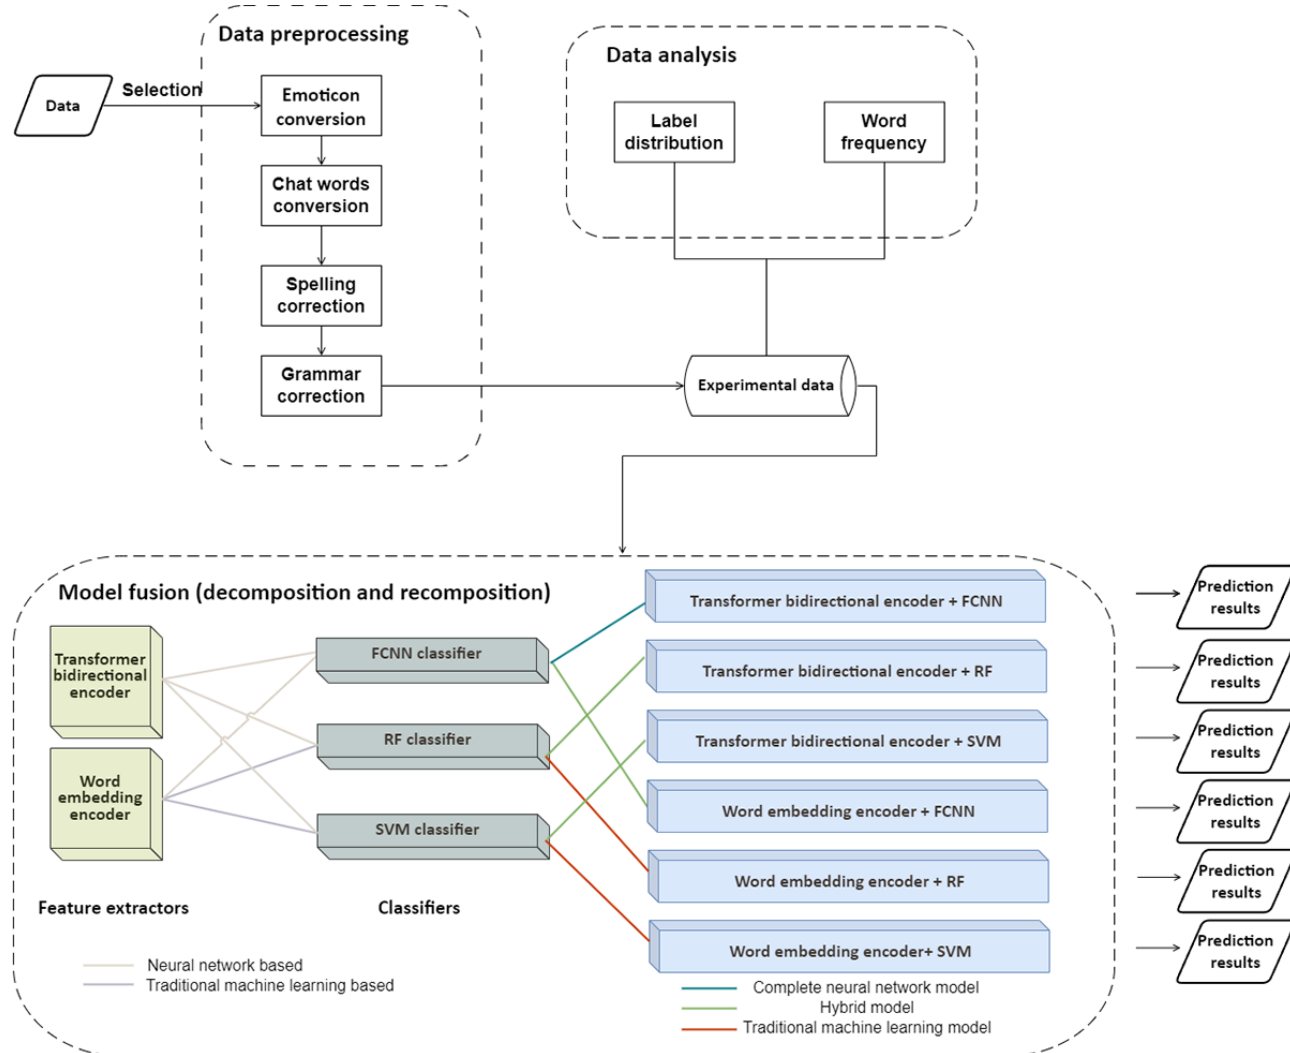 Data preprocessing
Data
Selection
Emoticon
conversion
Chat words
conversion
Spelling
correction
Grammar
correction
Data analysis
Label
distribution
Word
frequency
Experimental data
Model fusion (decomposition and recomposition)
Transformer
bidirectional
encoder
Word
embedding
encoder
Feature extractors
FCNN classifier
RF classifier
SVM classifier
Classifiers
Neural network based
Traditional machine learning based
Transformer bidirectional encoder + FCNN
Transformer bidirectional encoder + RF
Transformer bidirectional encoder + SVM
Word embedding encoder + FCNN
Word embedding encoder + RF
Word embedding encoder+ SVM
Complete neural network model
Hybrid model
Traditional machine learning model
Prediction
results
Prediction
results
Prediction
results
Prediction
results
Prediction
results
Prediction
results